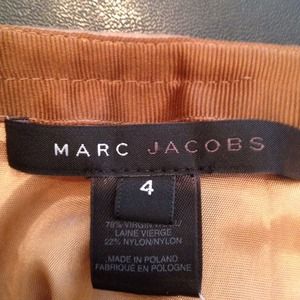 MARC JACOBS
4
78% VIRGIN
LAINE VIERGE
22% NYLON/NYLON
MADE IN POLAND
FABRIQUÉ EN POLOGNE